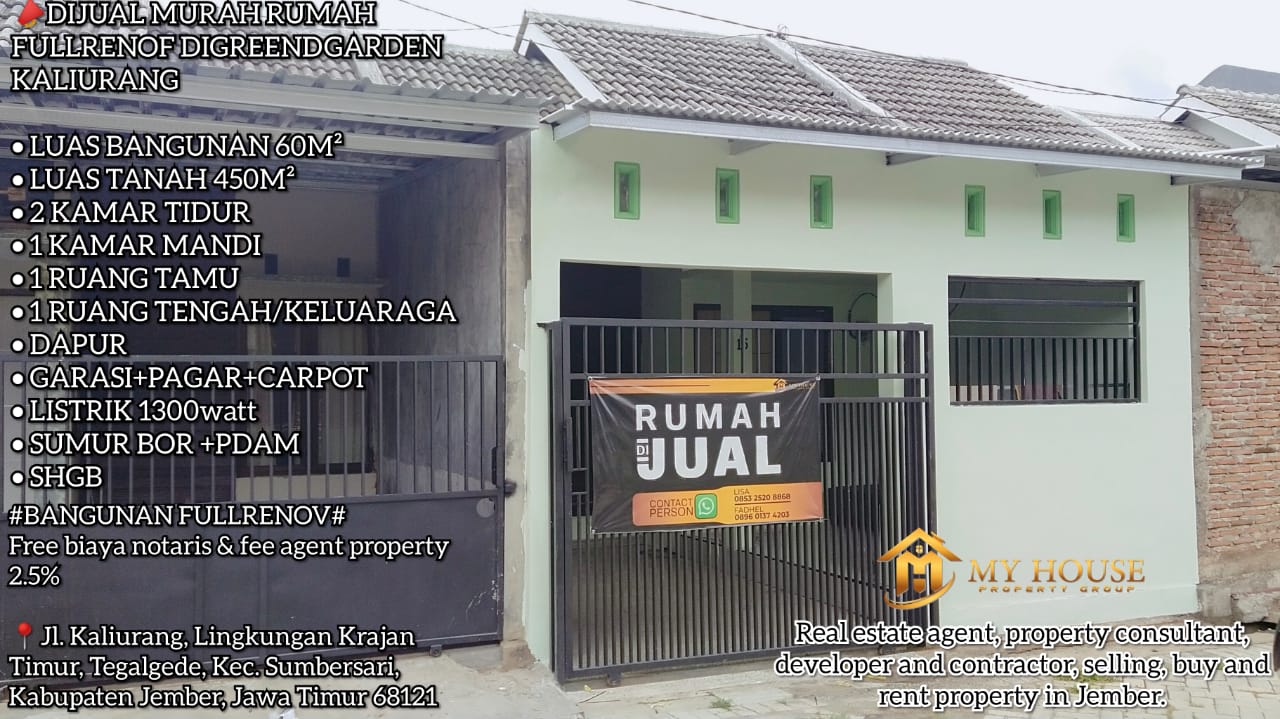 DIJUAL MURAH RUMAH
FULLRENOF DIGREENDGARDEN
KALIURANG
• LUAS BANGUNAN 60M²
• LUAS TANAH 450M²
• 2 KAMAR TIDUR
• 1 KAMAR MANDI
• 1 RUANG TAMU
• 1 RUANG TENGAH/KELUARAGA
• DAPUR
• GARASI+PAGAR+CARPOT
• LISTRIK 1300watt
• SUMUR BOR +PDAM
• SHGB
#BANGUNAN FULLRENOV#
Free biaya notaris & fee agent property
2.5%
Jl. Kaliurang, Lingkungan Krajan
Timur, Tegalgede, Kec. Sumbersari,
Kabupaten Jember, Jawa Timur 68121
15
RUMAH
DI JUAL
CONTACT
PERSON
LISA
0853 2520 8868
FADHEL
0896 0137 4203
MY HOUSE
PROPERTY GROUP
Real estate agent, property consultant,
developer and contractor, selling, buy and
rent property in Jember.